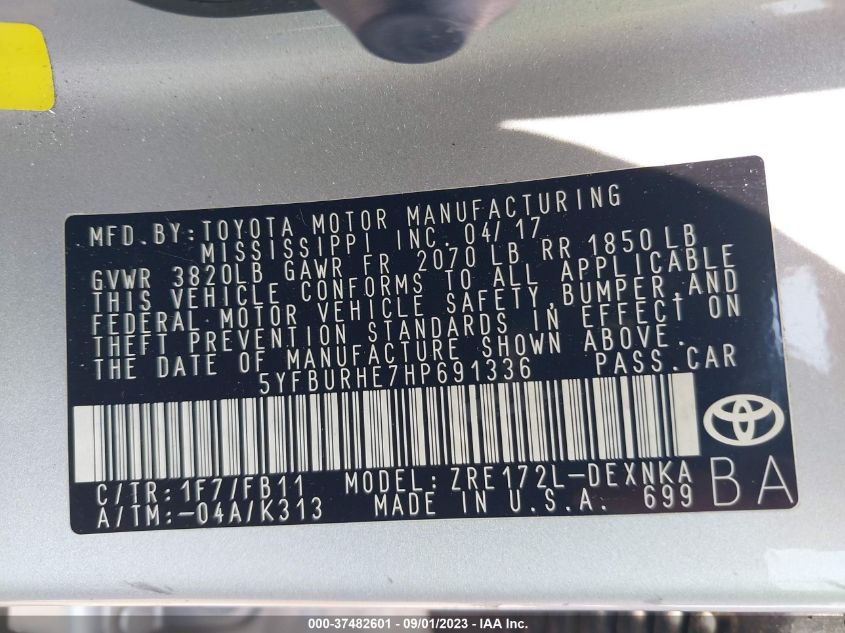 MFD. BY: TOYOTA MOTOR MANUFACTURING
MISSISSIPPI INC. 04/17
GVWR 3820LB GAWR FR 2070 LB RR 1850 LB
THIS VEHICLE CONFORMS TO ALL APPLICABLE
FEDERAL MOTOR VEHICLE SAFETY, BUMPER, AND
THEFT PREVENTION STANDARDS IN EFFECT ON
THE DATE OF MANUFACTURE SHOWN ABOVE.
5YFBURHE7HP691336 PASS. CAR
C/TR: 1F7/FB11 MODEL: ZRE172L-DEXNKA
A/TM:-04A/K313 MADE IN U.S.A. 699
BA
000-37482601 - 09/01/2023 - IAA Inc.